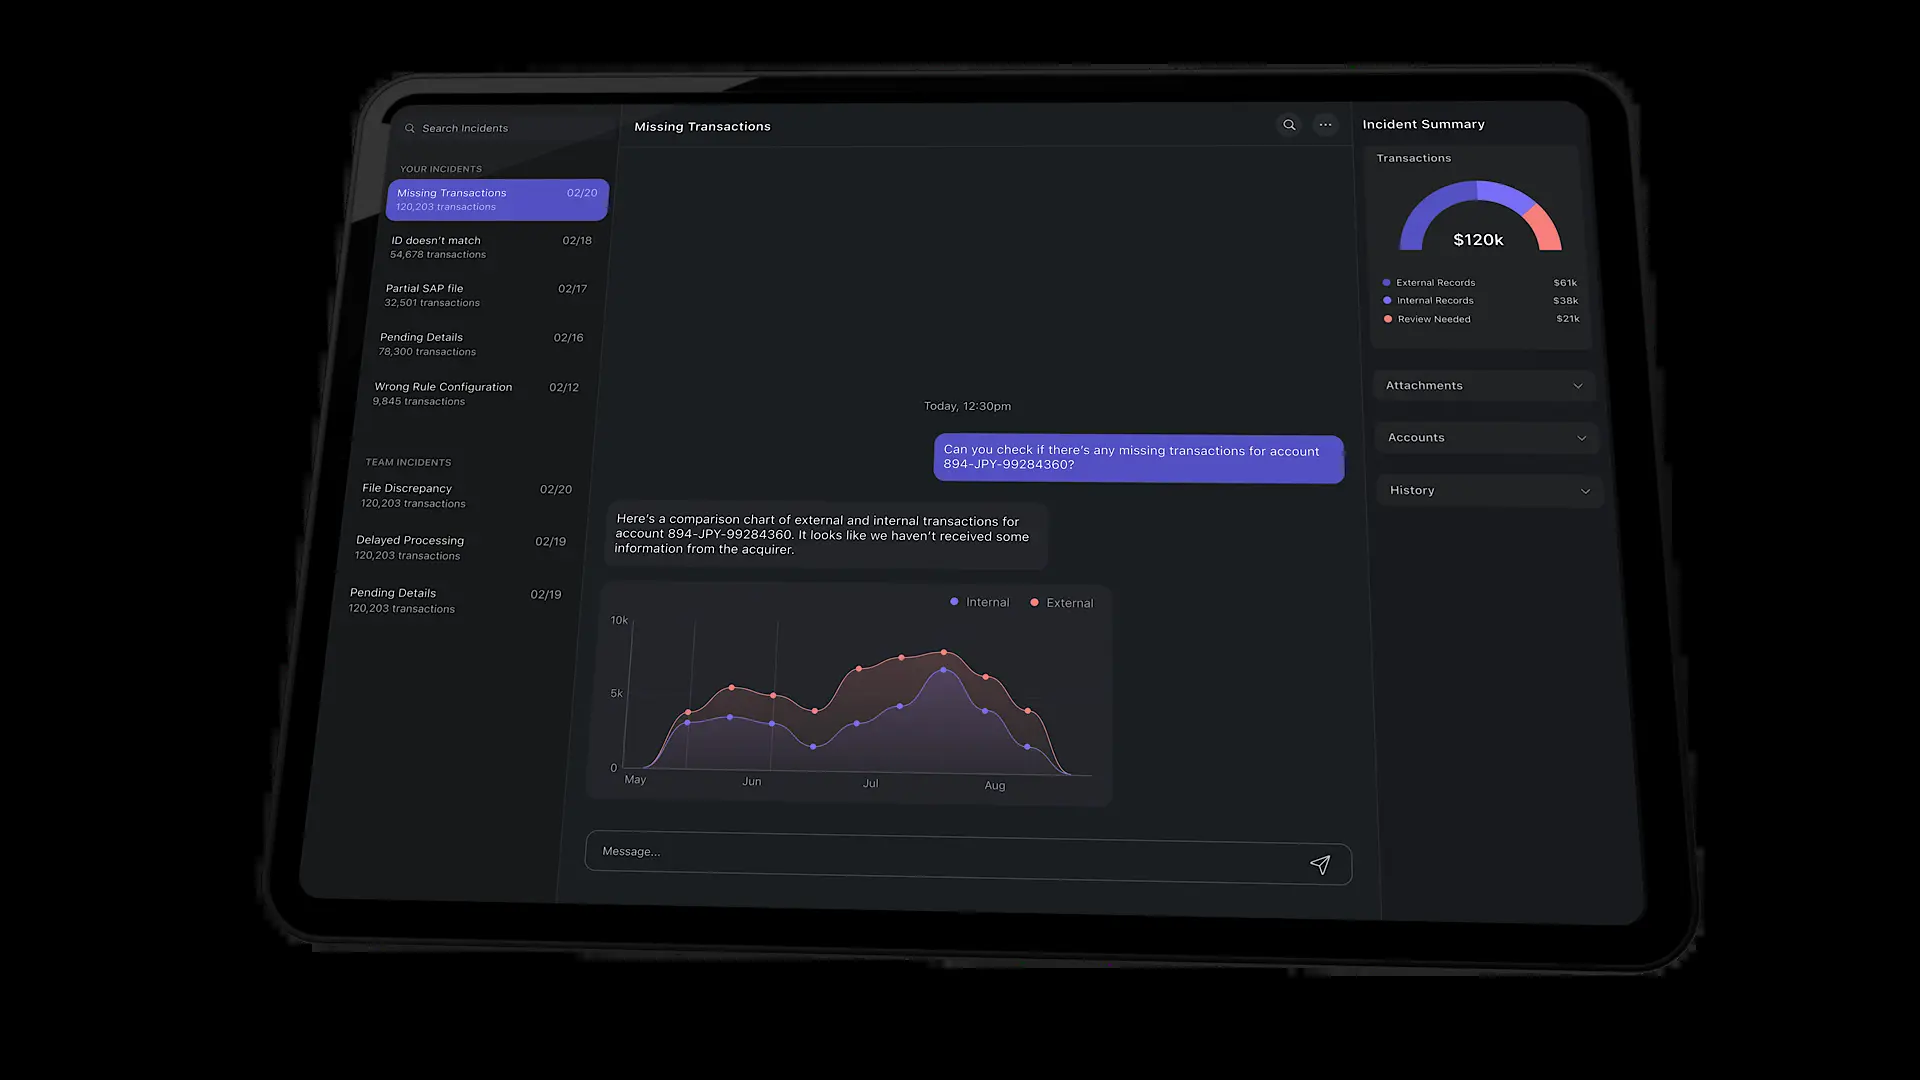 Search Incidents
YOUR INCIDENTS
Missing Transactions 02/20
120,203 transactions
ID doesn't match 02/18
54,678 transactions
Partial SAP file 02/17
32,501 transactions
Pending Details 02/16
78,300 transactions
Wrong Rule Configuration 02/12
9,845 transactions
TEAM INCIDENTS
File Discrepancy 02/20
120,203 transactions
Delayed Processing 02/19
120,203 transactions
Pending Details 02/19
120,203 transactions
Missing Transactions
Today, 12:30pm
Can you check if there's any missing transactions for account
894-JPY-99284360?
Here's a comparison chart of external and internal transactions for
account 894-JPY-99284360. It looks like we haven't received some
information from the acquirer.
Internal External
10k
5k
0
May Jun Jul Aug
Message...
Incident Summary
Transactions
$120k
External Records $61k
Internal Records $38k
Review Needed $21k
Attachments
Accounts
History